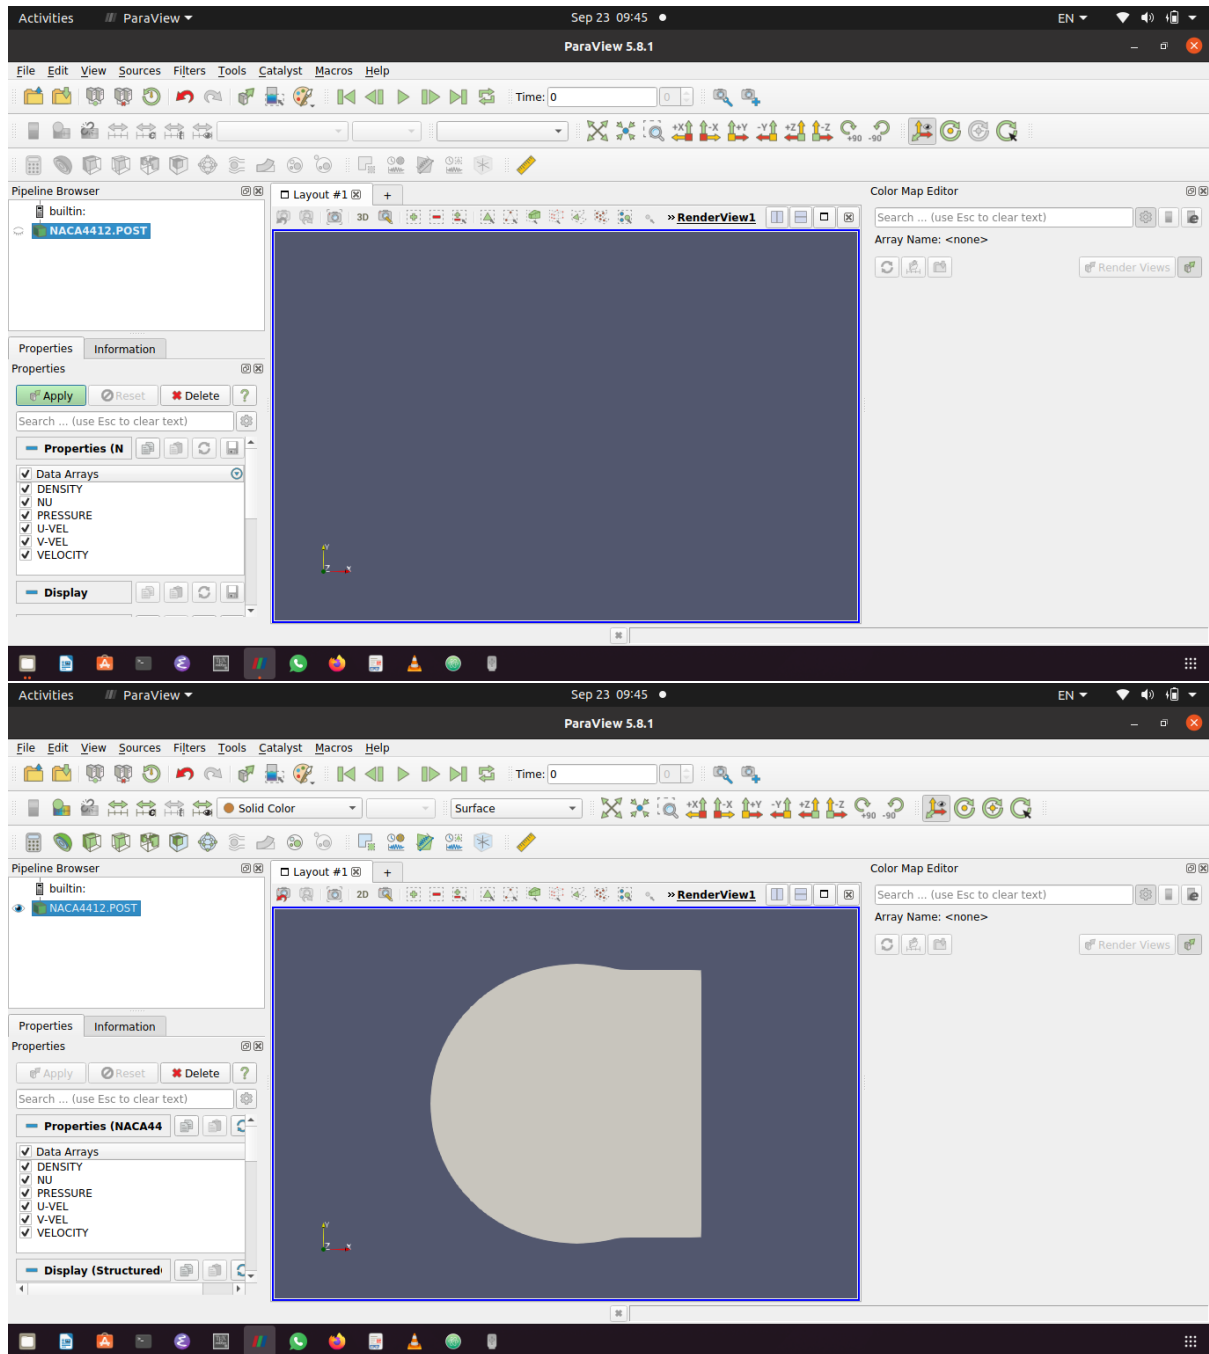 Activities ParaView Sep 23 09:45 EN
ParaView 5.8.1
File Edit View Sources Filters Tools Catalyst Macros Help
Time: 0 0
+X -X +Y -Y +Z -Z +90 -90
Pipeline Browser Layout #1 + Color Map Editor
builtin: 3D RenderView1 Search ... (use Esc to clear text)
NACA4412.POST Array Name: <none>
Render Views
Properties Information
Properties
Apply Reset Delete ?
Search ... (use Esc to clear text)
Properties (N
Data Arrays
DENSITY
NU
PRESSURE
U-VEL
V-VEL
VELOCITY
Y
Z X
Display
Activities ParaView Sep 23 09:45 EN
ParaView 5.8.1
File Edit View Sources Filters Tools Catalyst Macros Help
Time: 0 0
Solid Color Surface +X -X +Y -Y +Z -Z +90 -90
Pipeline Browser Layout #1 + Color Map Editor
builtin: 2D RenderView1 Search ... (use Esc to clear text)
NACA4412.POST Array Name: <none>
Render Views
Properties Information
Properties
Apply Reset Delete ?
Search ... (use Esc to clear text)
Properties (NACA44
Data Arrays
DENSITY
NU
PRESSURE
U-VEL
V-VEL
VELOCITY
Y
Z X
Display (Structured